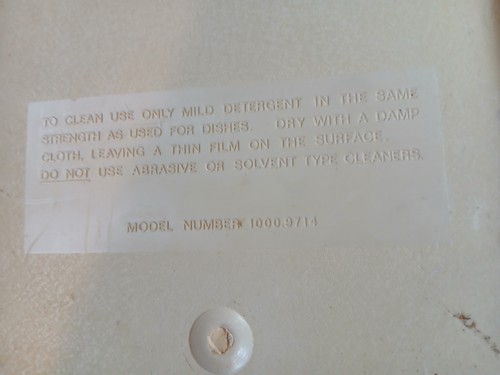 TO CLEAN USE ONLY MILD DETERGENT IN THE SAME
STRENGTH AS USED FOR DISHES. DRY WITH A DAMP
CLOTH, LEAVING A THIN FILM ON THE SURFACE.
DO NOT USE ABRASIVE OR SOLVENT TYPE CLEANERS.
MODEL NUMBER 1000.9714